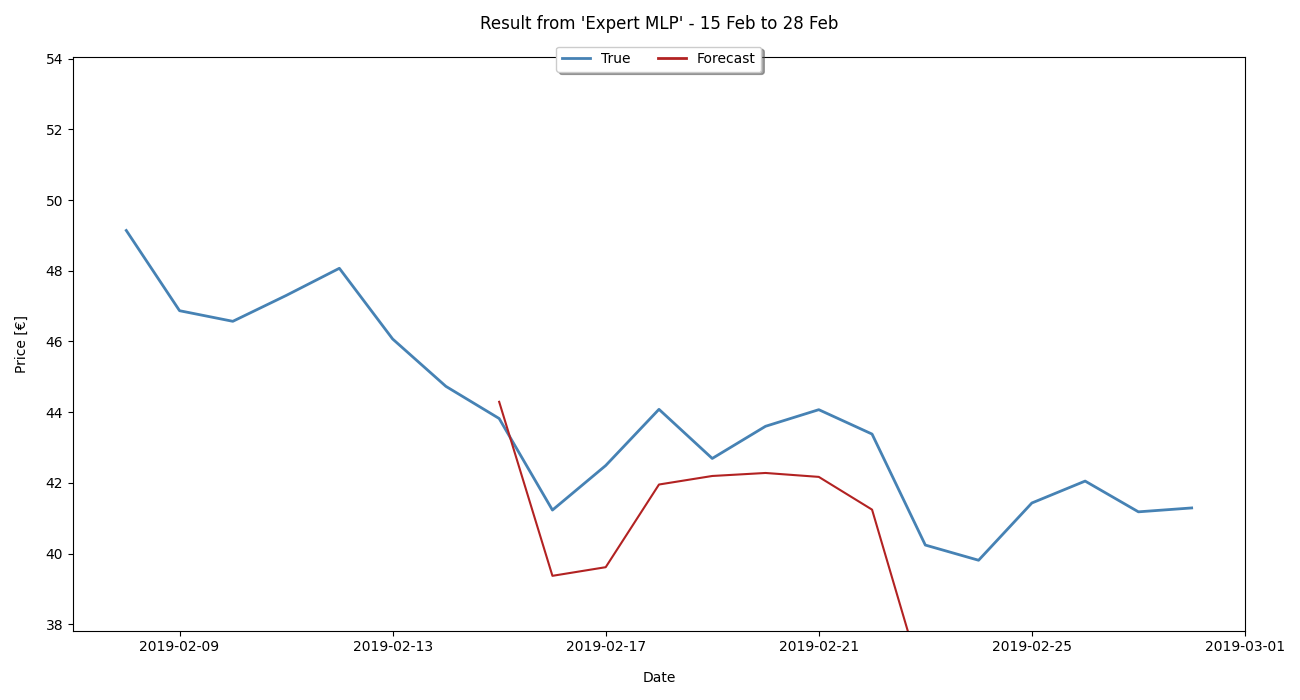 Result from 'Expert MLP' - 15 Feb to 28 Feb
True Forecast
54
52
50
48
46
44
42
40
38
Price [€]
2019-02-09 2019-02-13 2019-02-17 2019-02-21 2019-02-25 2019-03-01
Date